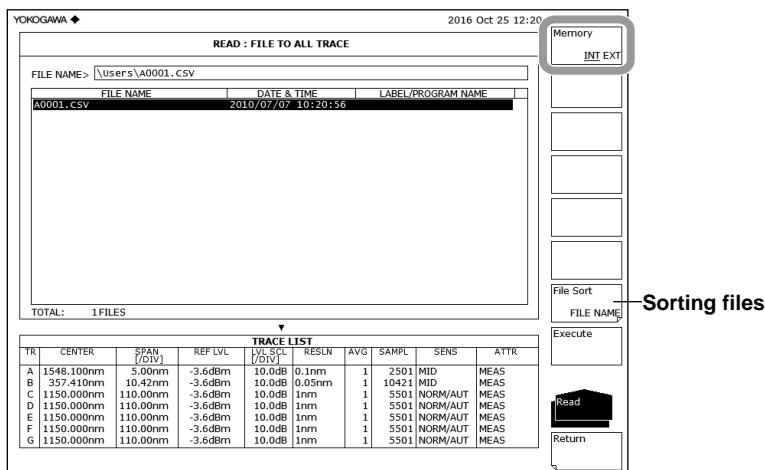 YOKOGAWA ◆ 2016 Oct 25 12:20
READ : FILE TO ALL TRACE
FILE NAME> \Users\A0001.CSV
FILE NAME DATE & TIME LABEL/PROGRAM NAME
A0001.CSV 2010/07/07 10:20:56
TOTAL: 1FILES
▼
TRACE LIST
TR CENTER SPAN [/DIV] REF LVL LVL SCL [/DIV] RESLN AVG SAMPL SENS ATTR
A 1548.100nm 5.00nm -3.6dBm 10.0dB 0.1nm 1 2501 MID MEAS
B 357.410nm 10.42nm -3.6dBm 10.0dB 0.05nm 1 10421 MID MEAS
C 1150.000nm 110.00nm -3.6dBm 10.0dB 1nm 1 5501 NORM/AUT MEAS
D 1150.000nm 110.00nm -3.6dBm 10.0dB 1nm 1 5501 NORM/AUT MEAS
E 1150.000nm 110.00nm -3.6dBm 10.0dB 1nm 1 5501 NORM/AUT MEAS
F 1150.000nm 110.00nm -3.6dBm 10.0dB 1nm 1 5501 NORM/AUT MEAS
G 1150.000nm 110.00nm -3.6dBm 10.0dB 1nm 1 5501 NORM/AUT MEAS
Memory
INT EXT
File Sort
FILE NAME
Sorting files
Execute
Read
Return